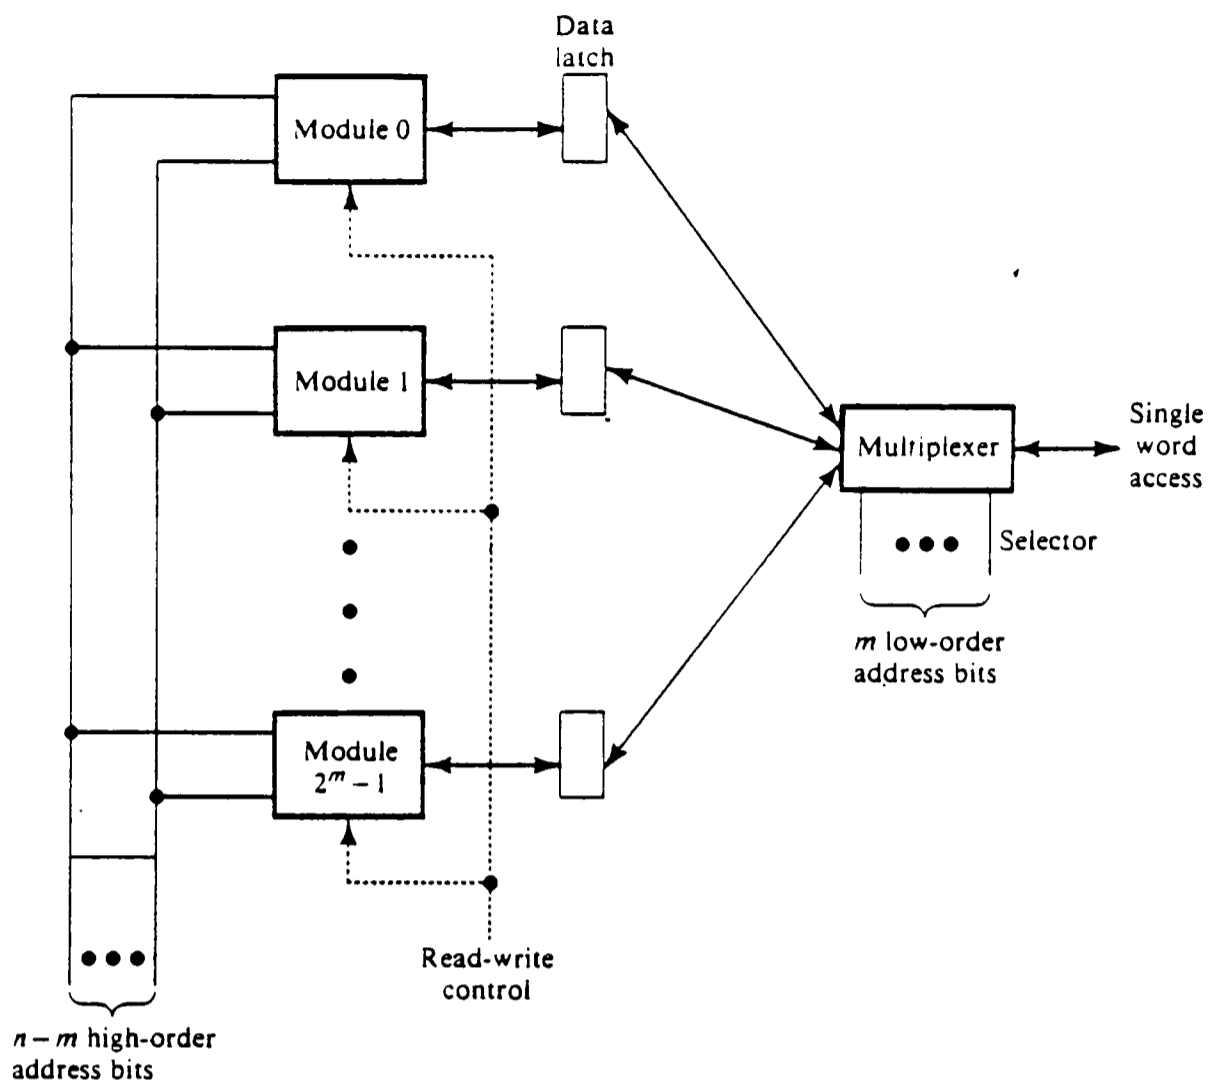 Data
latch
Module 0
Module 1
Multiplexer
Single
word
access
Selector
m low-order
address bits
Module
2^m – 1
Read-write
control
n – m high-order
address bits